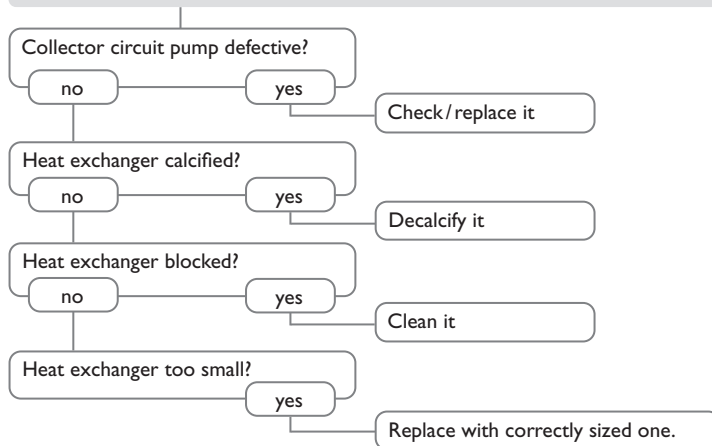 Collector circuit pump defective?
no
yes
Check / replace it
Heat exchanger calcified?
no
yes
Decalcify it
Heat exchanger blocked?
no
yes
Clean it
Heat exchanger too small?
yes
Replace with correctly sized one.